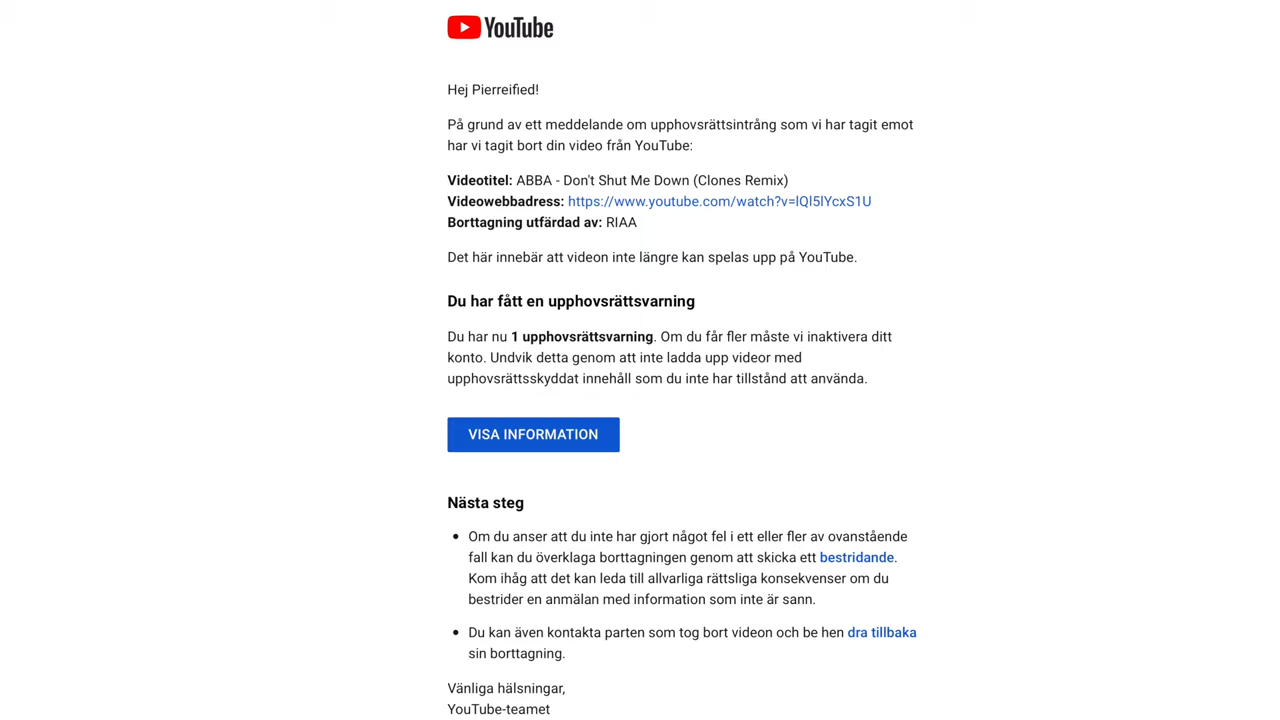 YouTube
Hej Pierreified!
På grund av ett meddelande om upphovsrättsintrång som vi har tagit emot
har vi tagit bort din video från YouTube:
Videotitel: ABBA - Don't Shut Me Down (Clones Remix)
Videowebbadress: https://www.youtube.com/watch?v=lQl5lYcxS1U
Borttagning utfärdad av: RIAA
Det här innebär att videon inte längre kan spelas upp på YouTube.
Du har fått en upphovsrättsvarning
Du har nu 1 upphovsrättsvarning. Om du får fler måste vi inaktivera ditt
konto. Undvik detta genom att inte ladda upp videor med
upphovsrättsskyddat innehåll som du inte har tillstånd att använda.
VISA INFORMATION
Nästa steg
• Om du anser att du inte har gjort något fel i ett eller fler av ovanstående
fall kan du överklaga borttagningen genom att skicka ett bestridande.
Kom ihåg att det kan leda till allvarliga rättsliga konsekvenser om du
bestrider en anmälan med information som inte är sann.
• Du kan även kontakta parten som tog bort videon och be hen dra tillbaka
sin borttagning.
Vänliga hälsningar,
YouTube-teamet